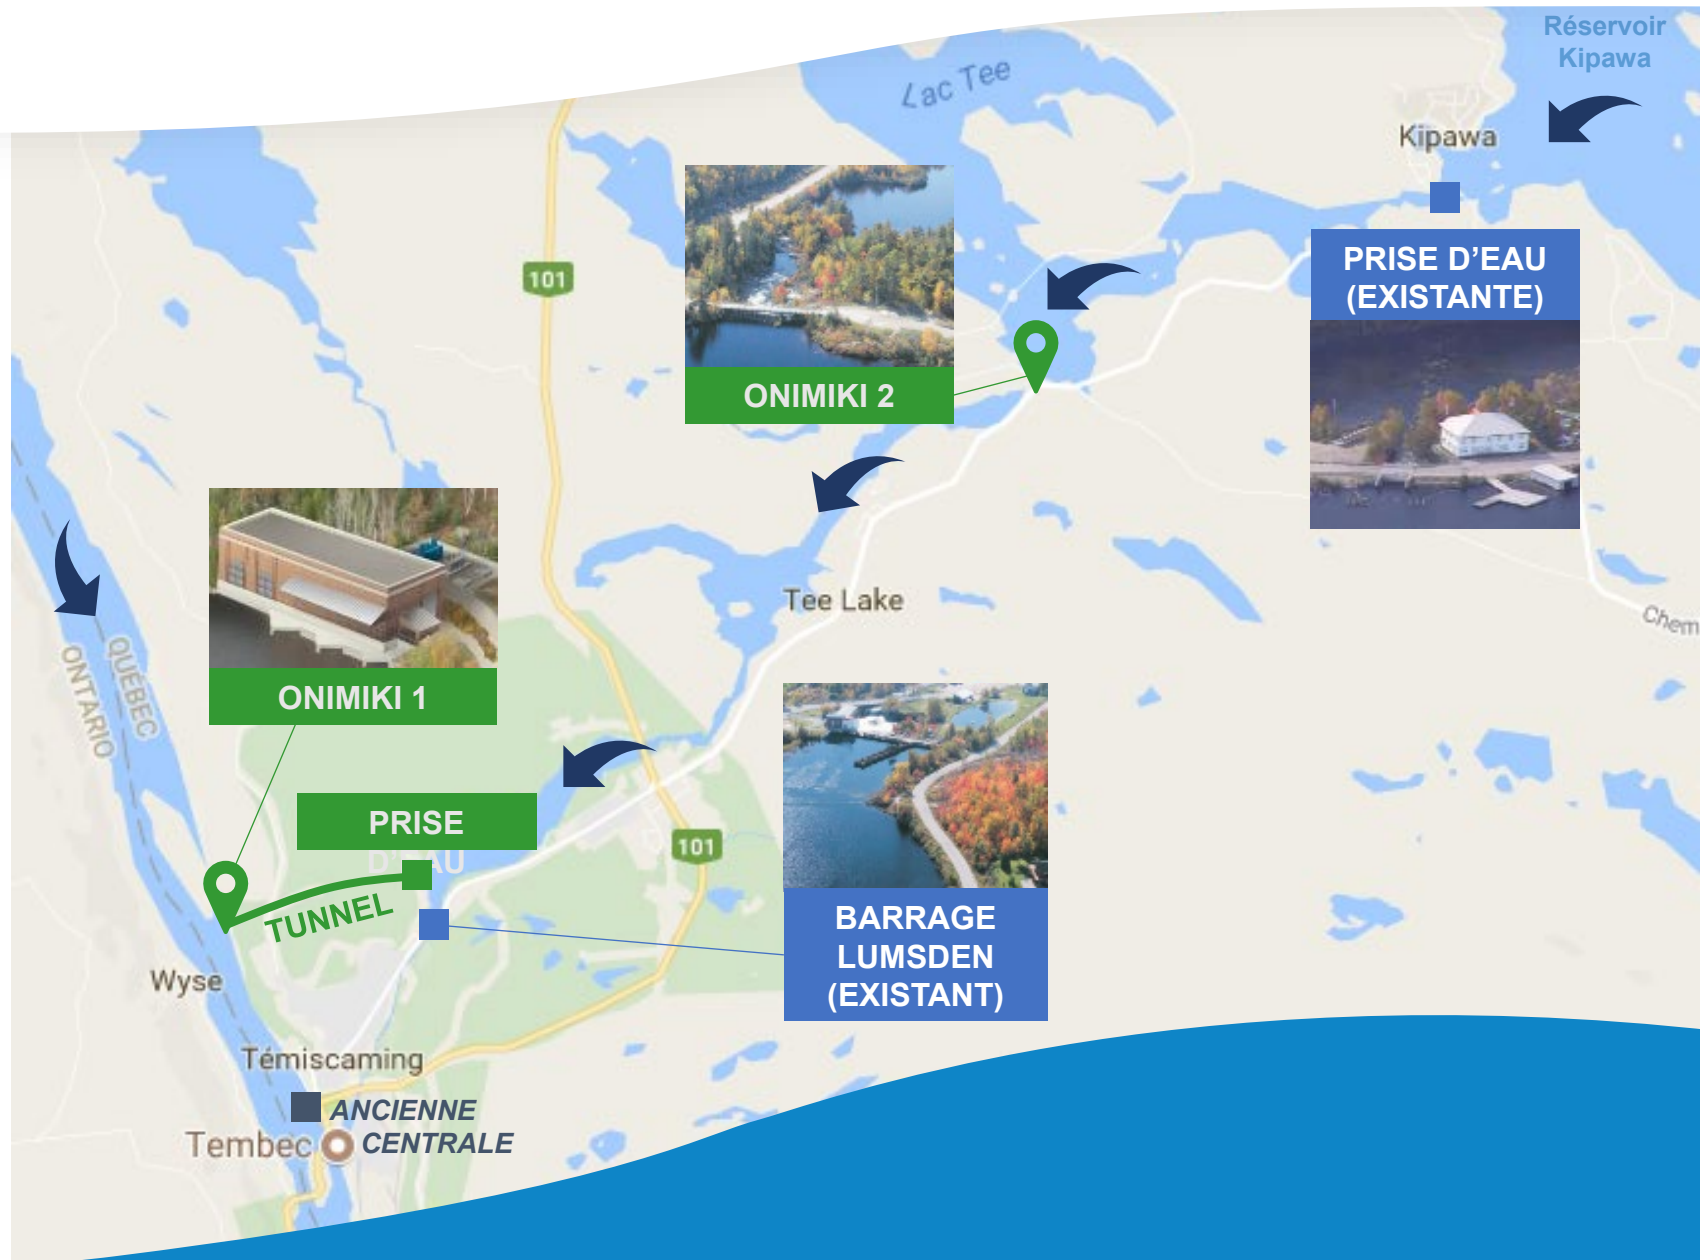 Réservoir
Kipawa
Lac Tee
Kipawa
PRISE D’EAU
(EXISTANTE)
101
ONIMIKI 2
Tee Lake
Chem
QUÉBEC
ONTARIO
ONIMIKI 1
PRISE
D’EAU
101
TUNNEL
BARRAGE
LUMSDEN
(EXISTANT)
Wyse
Témiscaming
ANCIENNE
CENTRALE
Tembec